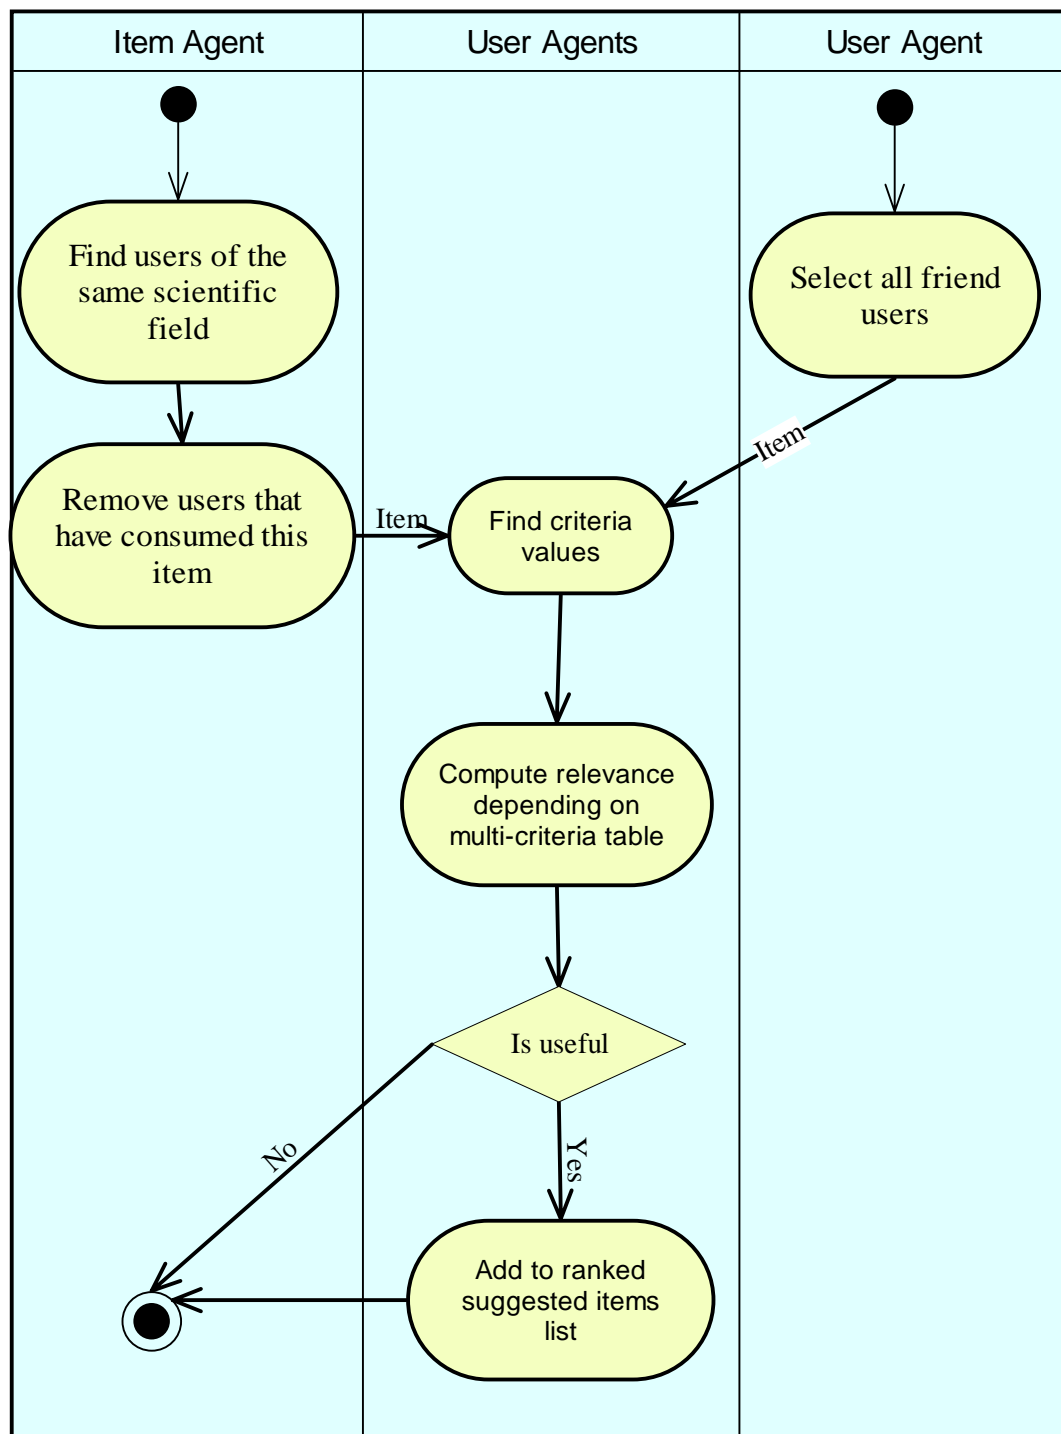 Item Agent
User Agents
User Agent
Find users of the
same scientific
field
Select all friend
users
Item
Remove users that
have consumed this
item
Item
Find criteria
values
Compute relevance
depending on
multi-criteria table
Is useful
No
Yes
Add to ranked
suggested items
list